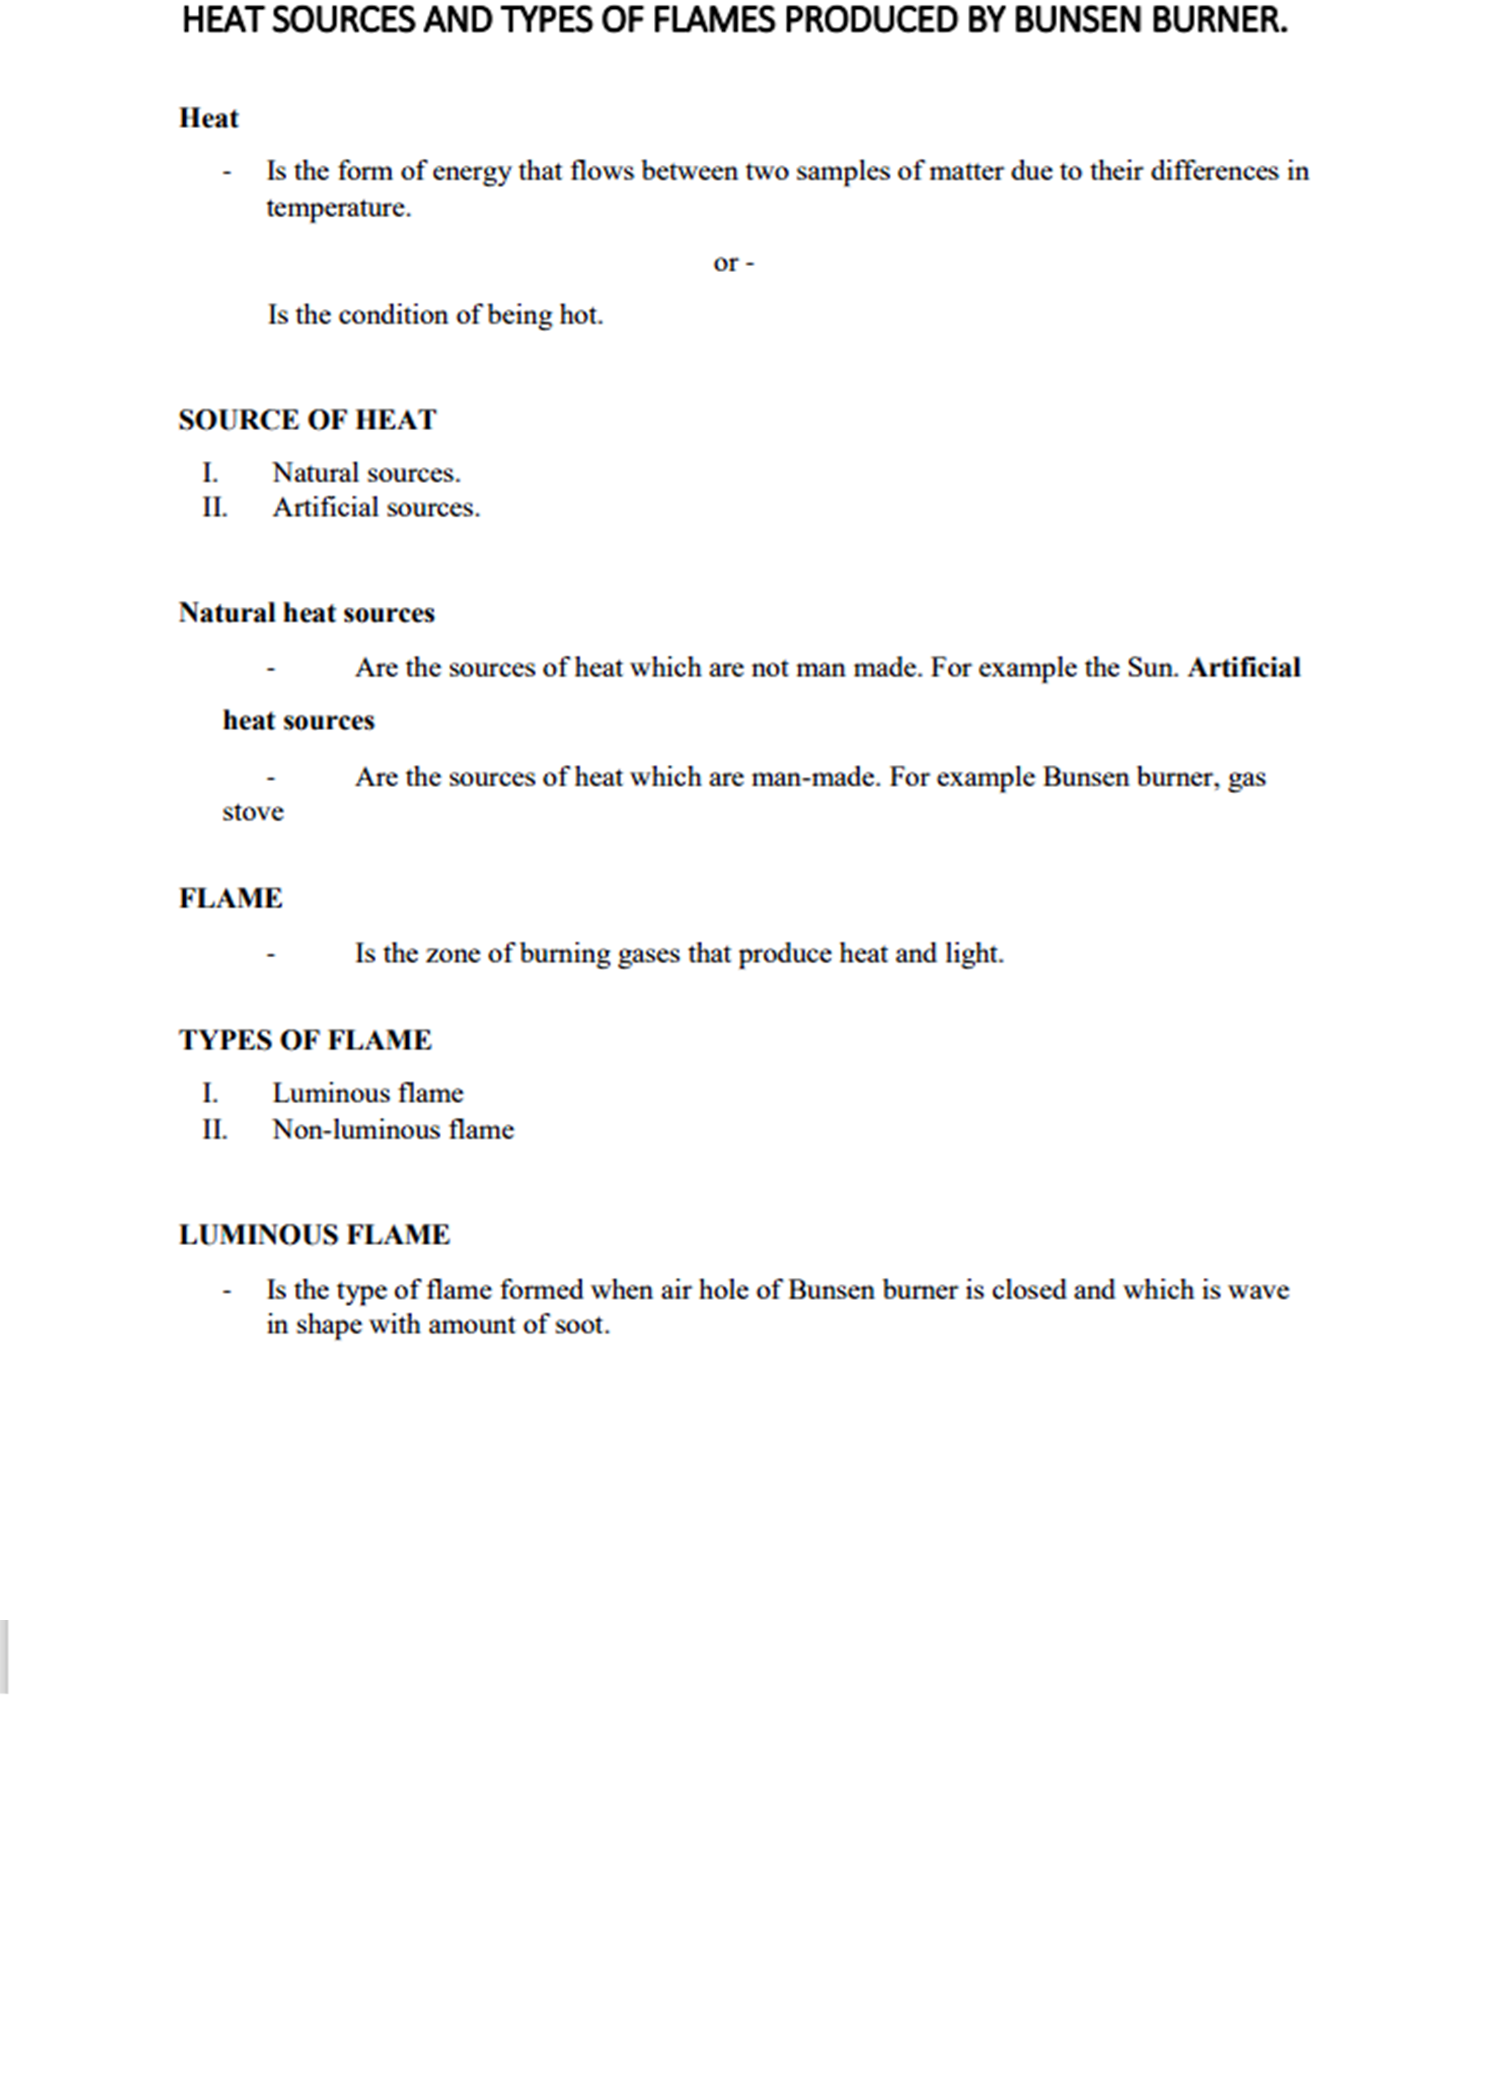 HEAT SOURCES AND TYPES OF FLAMES PRODUCED BY BUNSEN BURNER.
Heat
- Is the form of energy that flows between two samples of matter due to their differences in
temperature.
or -
Is the condition of being hot.
SOURCE OF HEAT
I. Natural sources.
II. Artificial sources.
Natural heat sources
- Are the sources of heat which are not man made. For example the Sun. Artificial
heat sources
- Are the sources of heat which are man-made. For example Bunsen burner, gas
stove
FLAME
- Is the zone of burning gases that produce heat and light.
TYPES OF FLAME
I. Luminous flame
II. Non-luminous flame
LUMINOUS FLAME
- Is the type of flame formed when air hole of Bunsen burner is closed and which is wave
in shape with amount of soot.